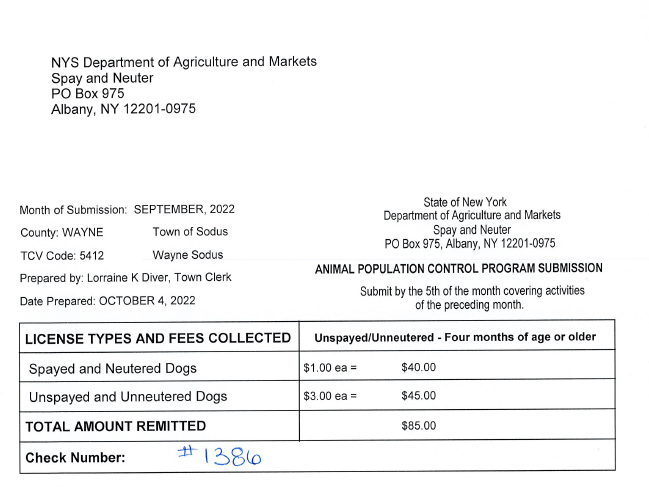 NYS Department of Agriculture and Markets
Spay and Neuter
PO Box 975
Albany, NY 12201-0975
State of New York
Department of Agriculture and Markets
Spay and Neuter
PO Box 975, Albany, NY 12201-0975
ANIMAL POPULATION CONTROL PROGRAM SUBMISSION
Submit by the 5th of the month covering activities
of the preceding month.
Month of Submission: SEPTEMBER, 2022
County: WAYNE Town of Sodus
TCV Code: 5412 Wayne Sodus
Prepared by: Lorraine K Diver, Town Clerk
Date Prepared: OCTOBER 4, 2022
LICENSE TYPES AND FEES COLLECTED Unspayed/Unneutered - Four months of age or older
Spayed and Neutered Dogs $1.00 ea = $40.00
Unspayed and Unneutered Dogs $3.00 ea = $45.00
TOTAL AMOUNT REMITTED $85.00
Check Number: #1386